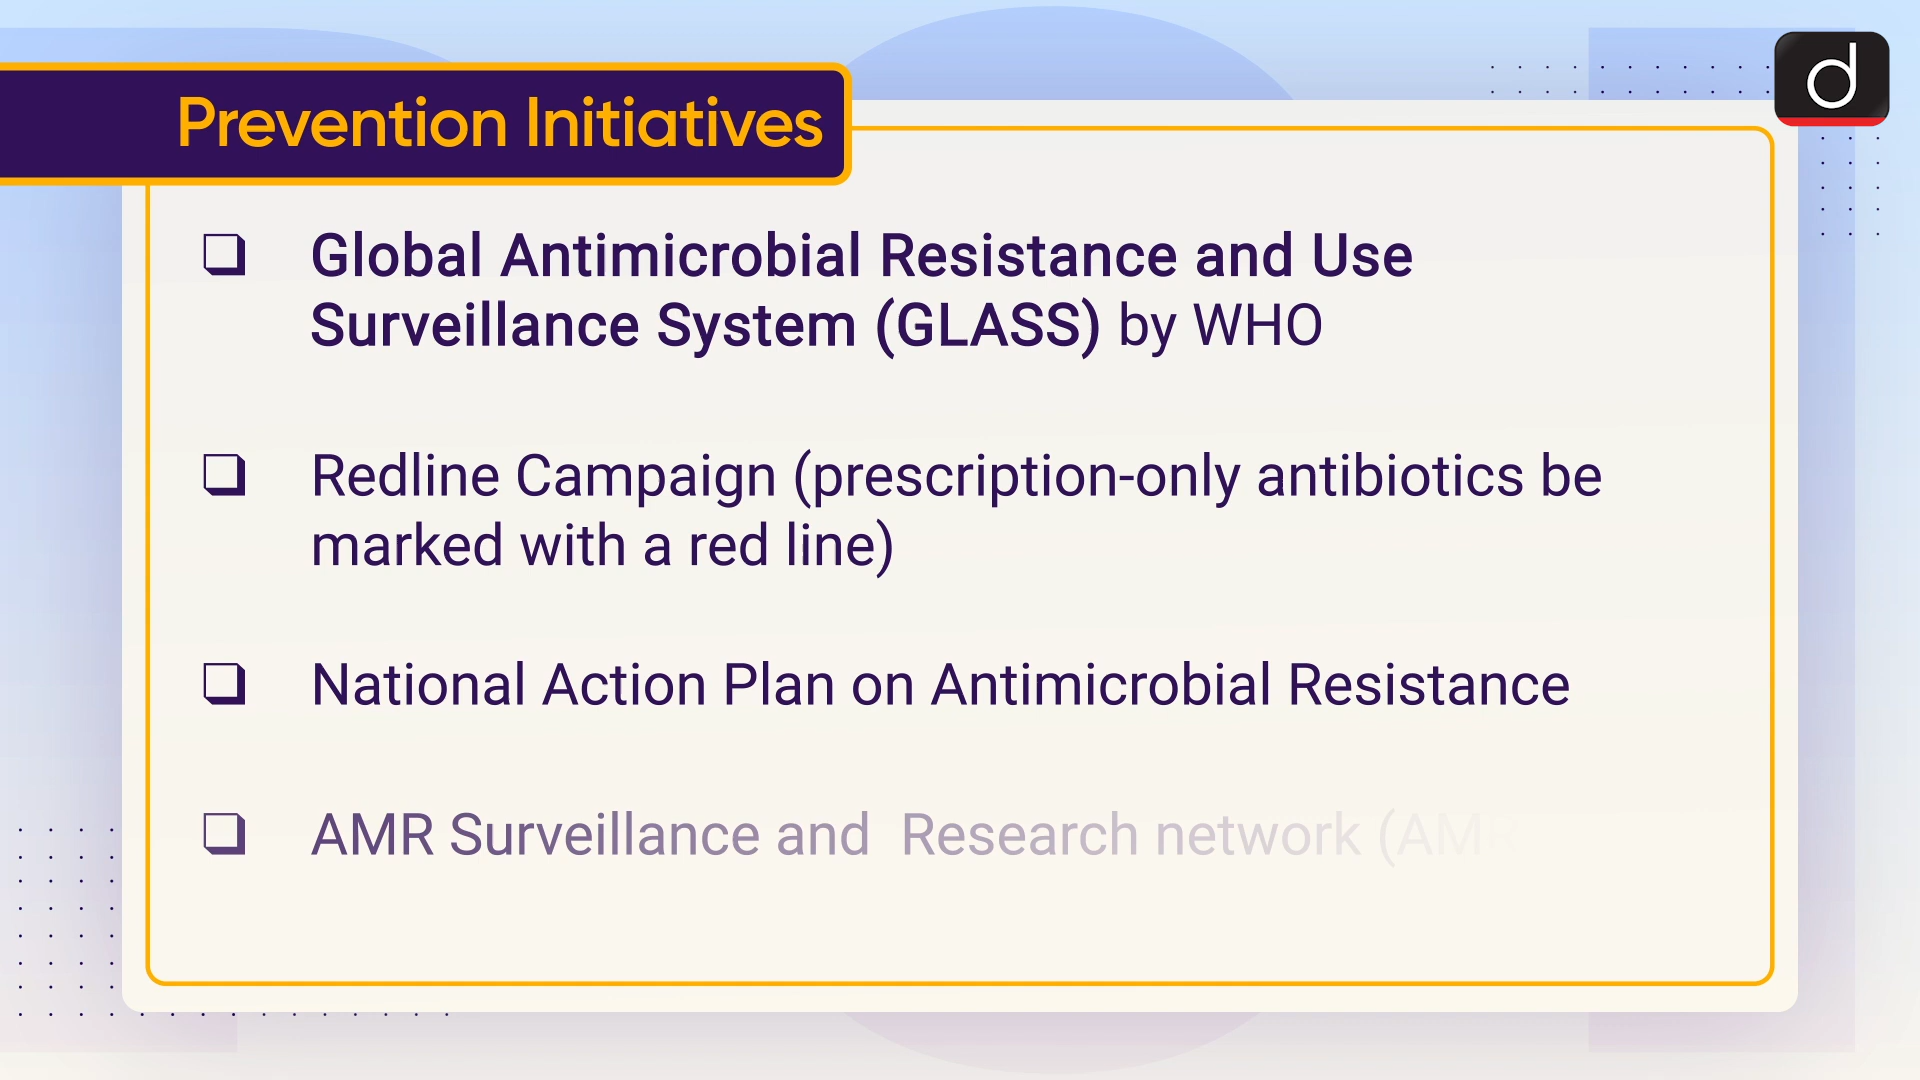 Prevention Initiatives
d
❑ Global Antimicrobial Resistance and Use
Surveillance System (GLASS) by WHO
❑ Redline Campaign (prescription-only antibiotics be
marked with a red line)
❑ National Action Plan on Antimicrobial Resistance
❑ AMR Surveillance and Research network (AMR